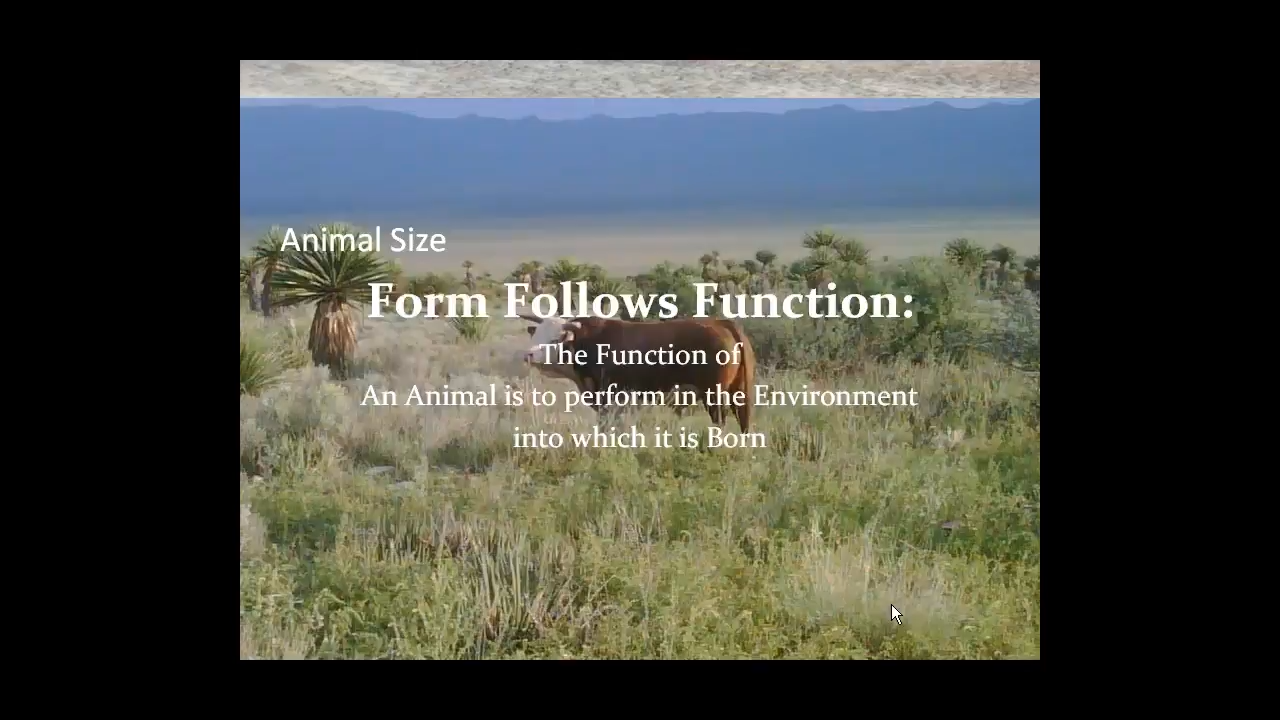 Animal Size
Form Follows Function:
The Function of
An Animal is to perform in the Environment
into which it is Born